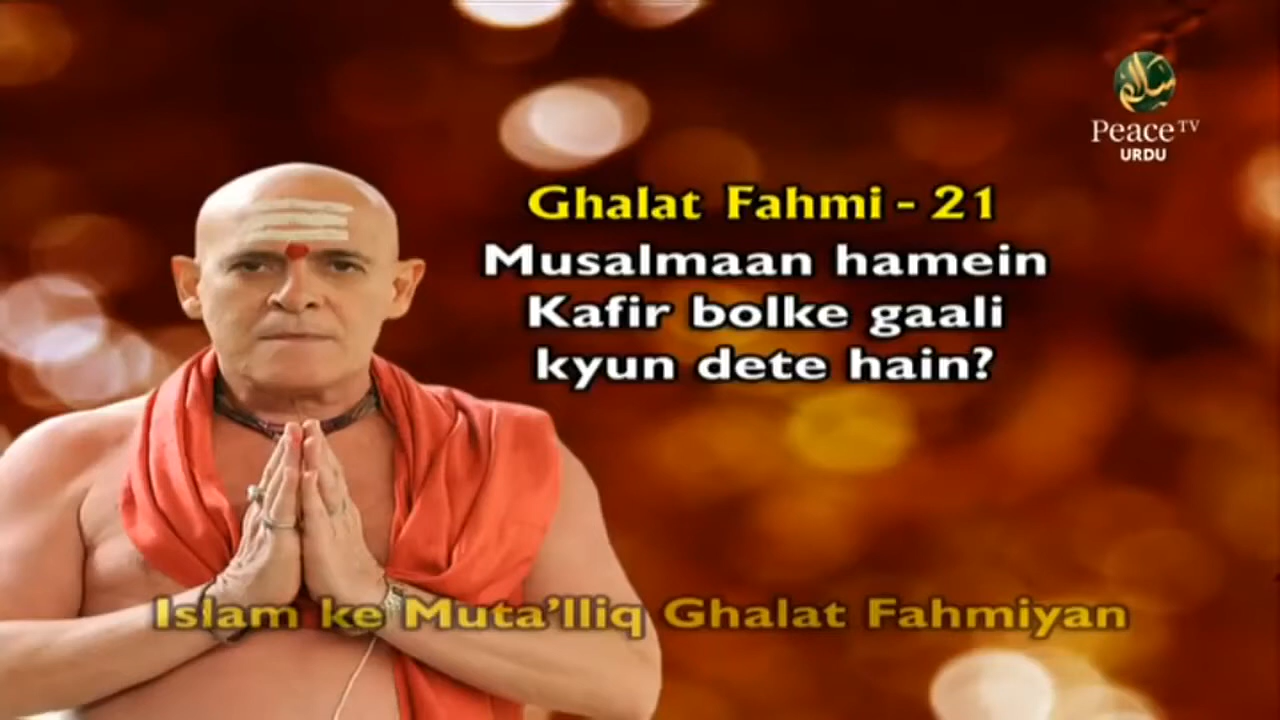 سلام
Peace TV
URDU
Ghalat Fahmi - 21
Musalmaan hamein
Kafir bolke gaali
kyun dete hain?
Islam ke Muta'lliq Ghalat Fahmiyan